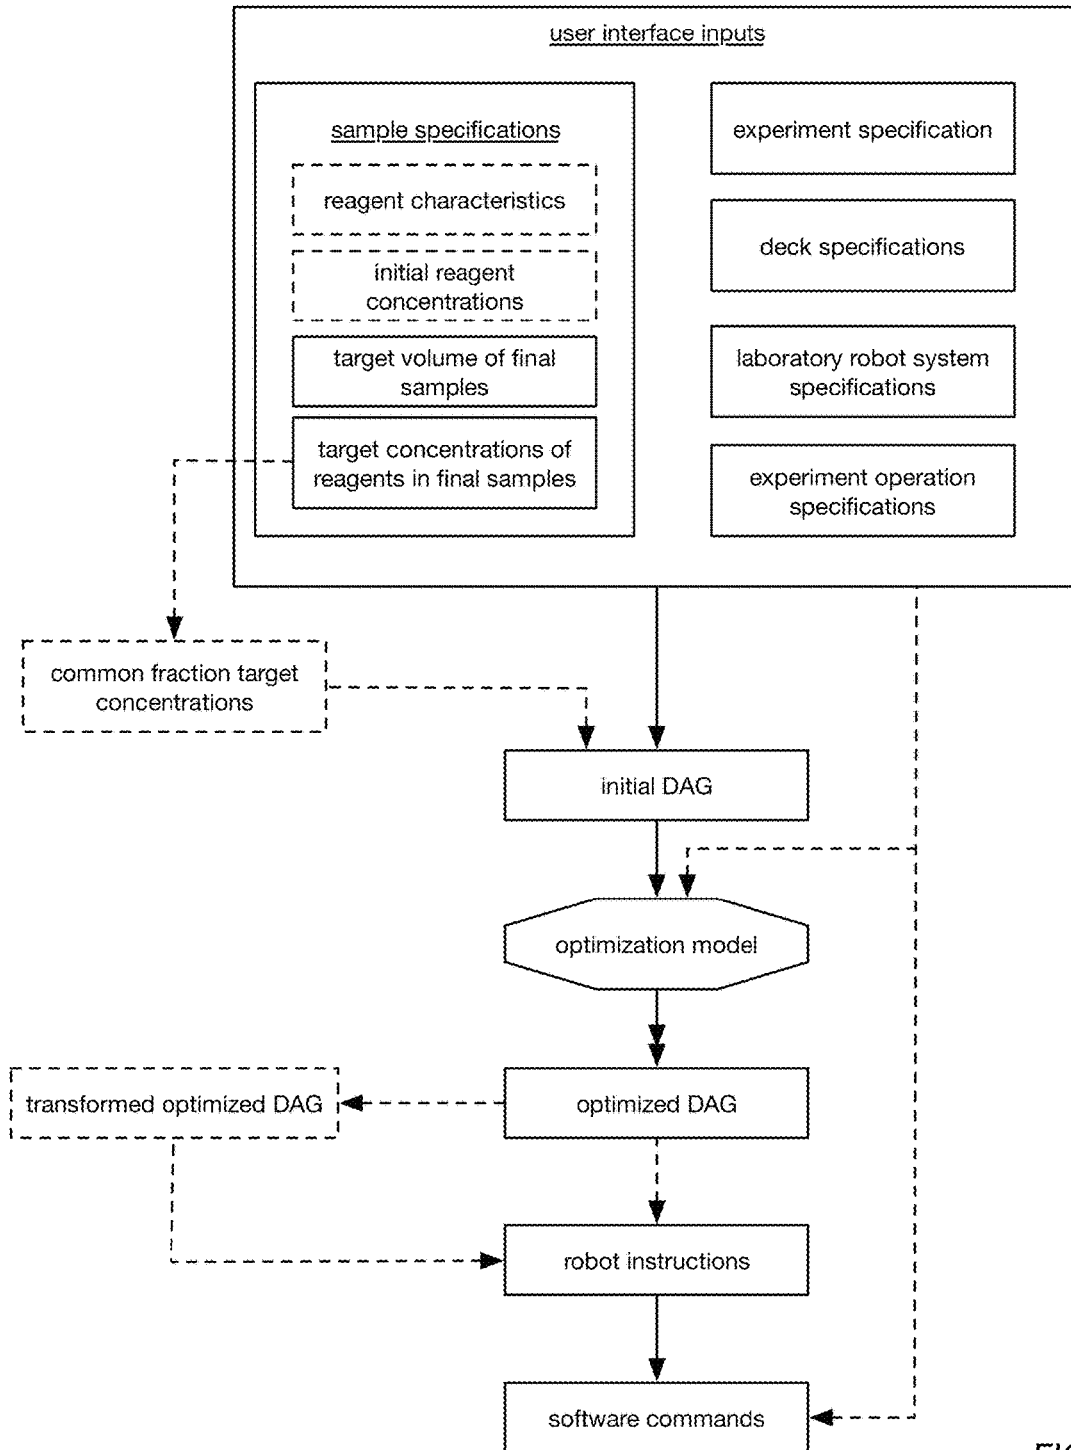 user interface inputs
sample specifications
reagent characteristics
initial reagent
concentrations
target volume of final
samples
target concentrations of
reagents in final samples
experiment specification
deck specifications
laboratory robot system
specifications
experiment operation
specifications
common fraction target
concentrations
initial DAG
optimization model
transformed optimized DAG
optimized DAG
robot instructions
software commands